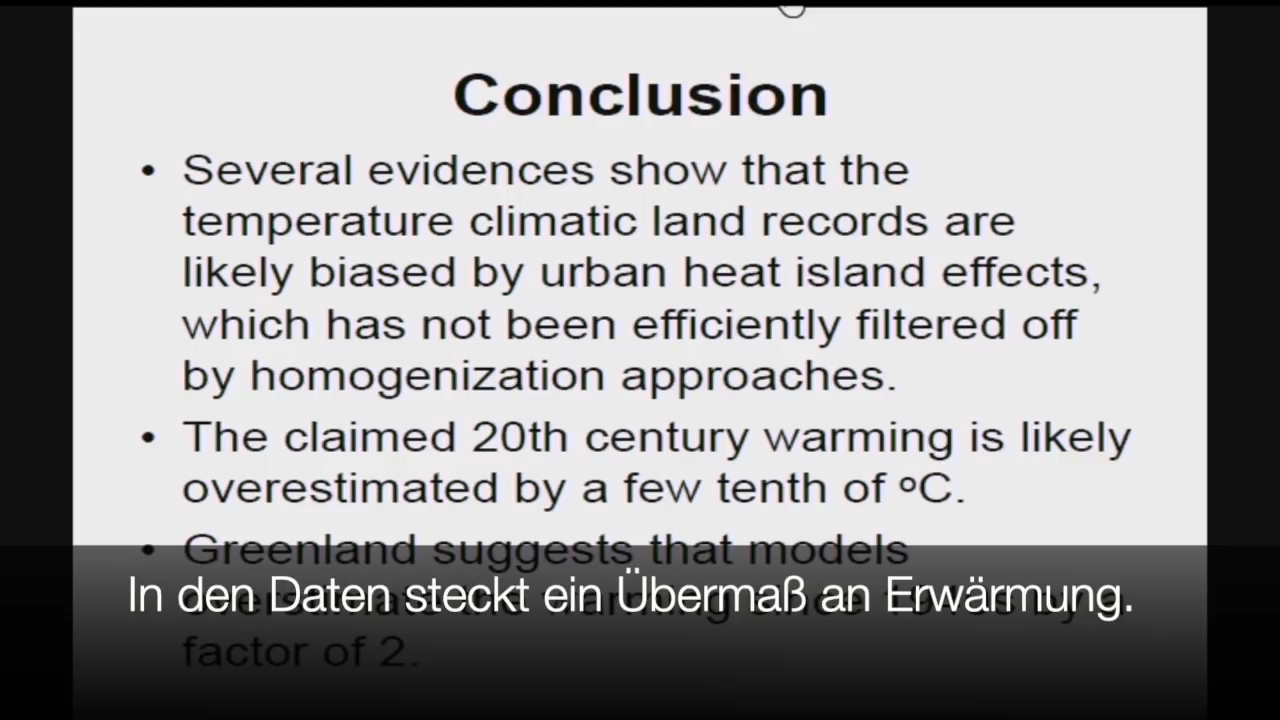 Conclusion
• Several evidences show that the
temperature climatic land records are
likely biased by urban heat island effects,
which has not been efficiently filtered off
by homogenization approaches.
• The claimed 20th century warming is likely
overestimated by a few tenth of ºC.
• Greenland suggests that models
In den Daten steckt ein Übermaß an Erwärmung.
factor of 2.